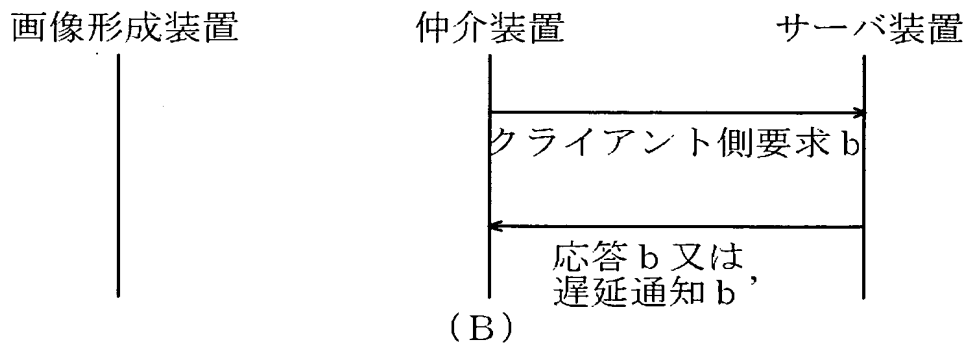 画像形成装置
仲介装置
サーバ装置
クライアント側要求b
応答b又は
遅延通知b’
(B)